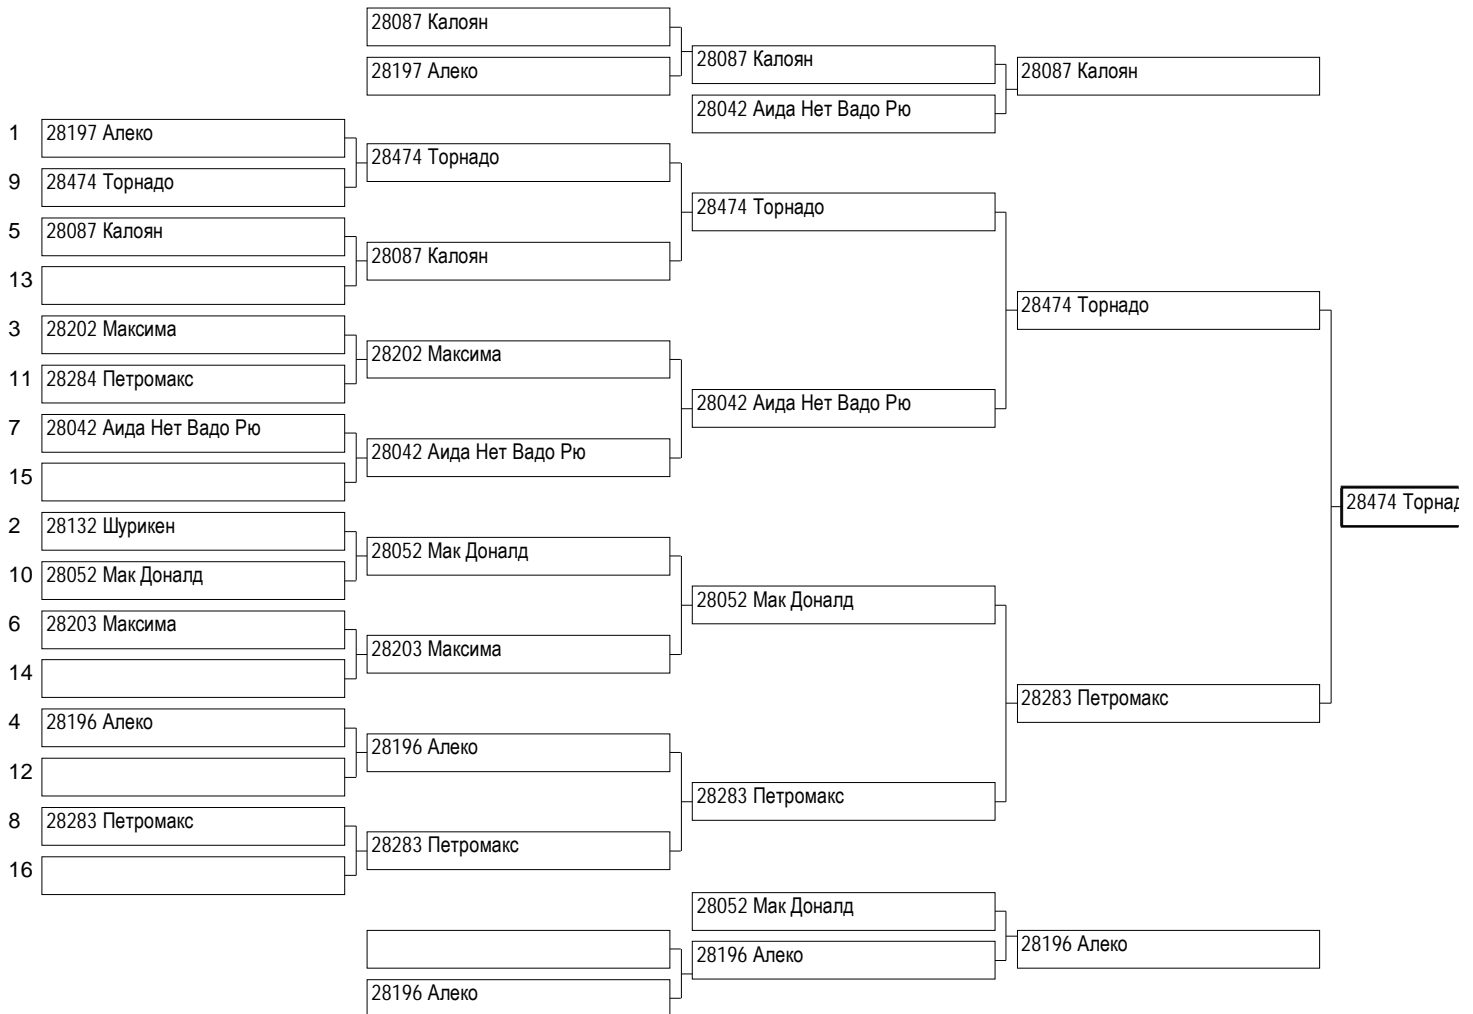 28087 Калоян
28197 Алеко
28087 Калоян
28042 Аида Нет Вадо Рю
28087 Калоян
1 28197 Алеко
9 28474 Торнадо
5 28087 Калоян
13
3 28202 Максима
11 28284 Петромакс
7 28042 Аида Нет Вадо Рю
15
2 28132 Шурикен
10 28052 Мак Доналд
6 28203 Максима
14
4 28196 Алеко
12
8 28283 Петромакс
16
28474 Торнадо
28087 Калоян
28202 Максима
28042 Аида Нет Вадо Рю
28052 Мак Доналд
28203 Максима
28196 Алеко
28283 Петромакс
28474 Торнадо
28042 Аида Нет Вадо Рю
28052 Мак Доналд
28283 Петромакс
28474 Торнадо
28283 Петромакс
28474 Торнад
28052 Мак Доналд
28196 Алеко
28196 Алеко
28196 Алеко